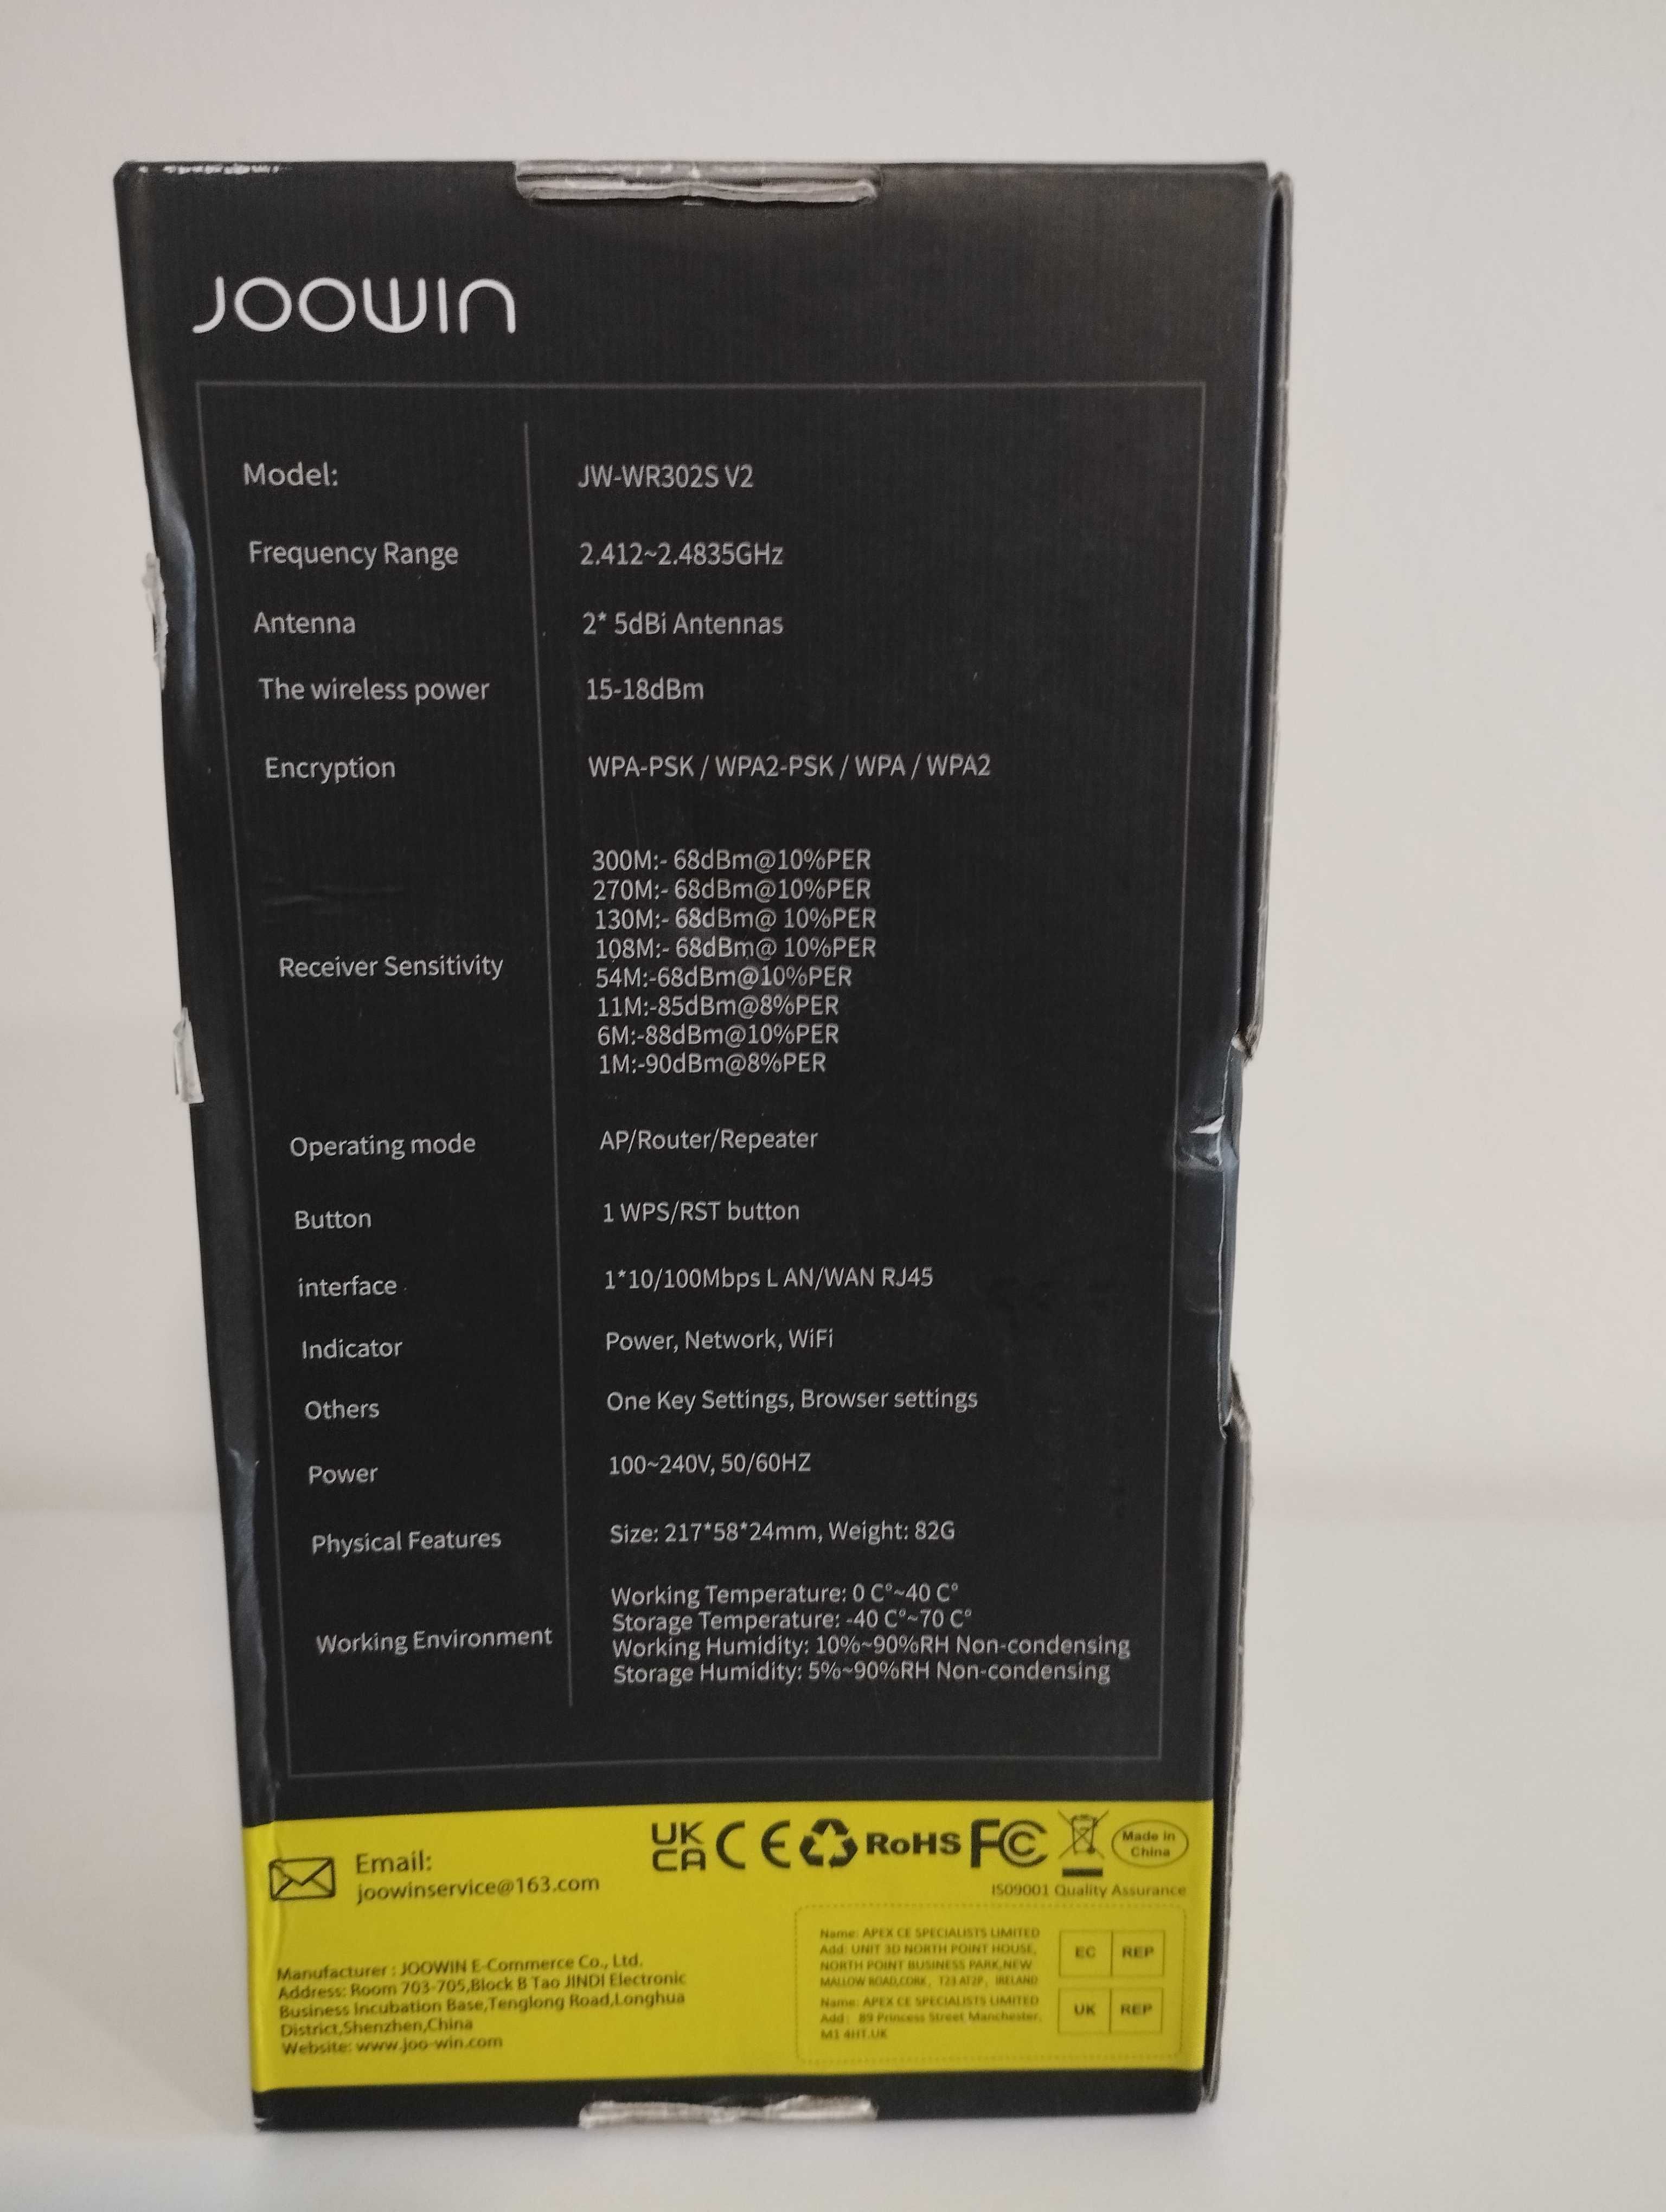 JOOWIN
Model: JW-WR302S V2
Frequency Range 2.412~2.4835GHz
Antenna 2* 5dBi Antennas
The wireless power 15-18dBm
Encryption WPA-PSK / WPA2-PSK / WPA / WPA2
Receiver Sensitivity
300M:- 68dBm@10%PER
270M:- 68dBm@10%PER
130M:- 68dBm@ 10%PER
108M:- 68dBm@ 10%PER
54M:-68dBm@10%PER
11M:-85dBm@8%PER
6M:-88dBm@10%PER
1M:-90dBm@8%PER
Operating mode AP/Router/Repeater
Button 1 WPS/RST button
interface 1*10/100Mbps L AN/WAN RJ45
Indicator Power, Network, WiFi
Others One Key Settings, Browser settings
Power 100~240V, 50/60HZ
Physical Features Size: 217*58*24mm, Weight: 82G
Working Environment
Working Temperature: 0 C°~40 C°
Storage Temperature: -40 C°~70 C°
Working Humidity: 10%~90%RH Non-condensing
Storage Humidity: 5%~90%RH Non-condensing
Email:
joowinservice@163.com
UK
CA CE RoHS FC
Made in
China
IS09001 Quality Assurance
Manufacturer : JOOWIN E-Commerce Co., Ltd.
Address: Room 703-705,Block B Tao JINDI Electronic
Business Incubation Base,Tenglong Road,Longhua
District,Shenzhen,China
Website: www.joo-win.com
Name: APEX CE SPECIALISTS LIMITED
Add: UNIT 3D NORTH POINT HOUSE,
NORTH POINT BUSINESS PARK,NEW
MALLOW ROAD,CORK, T23 AT2P, IRELAND
EC REP
Name: APEX CE SPECIALISTS LIMITED
Add: 89 Princess Street, Manchester,
M1 4HT.UK
UK REP